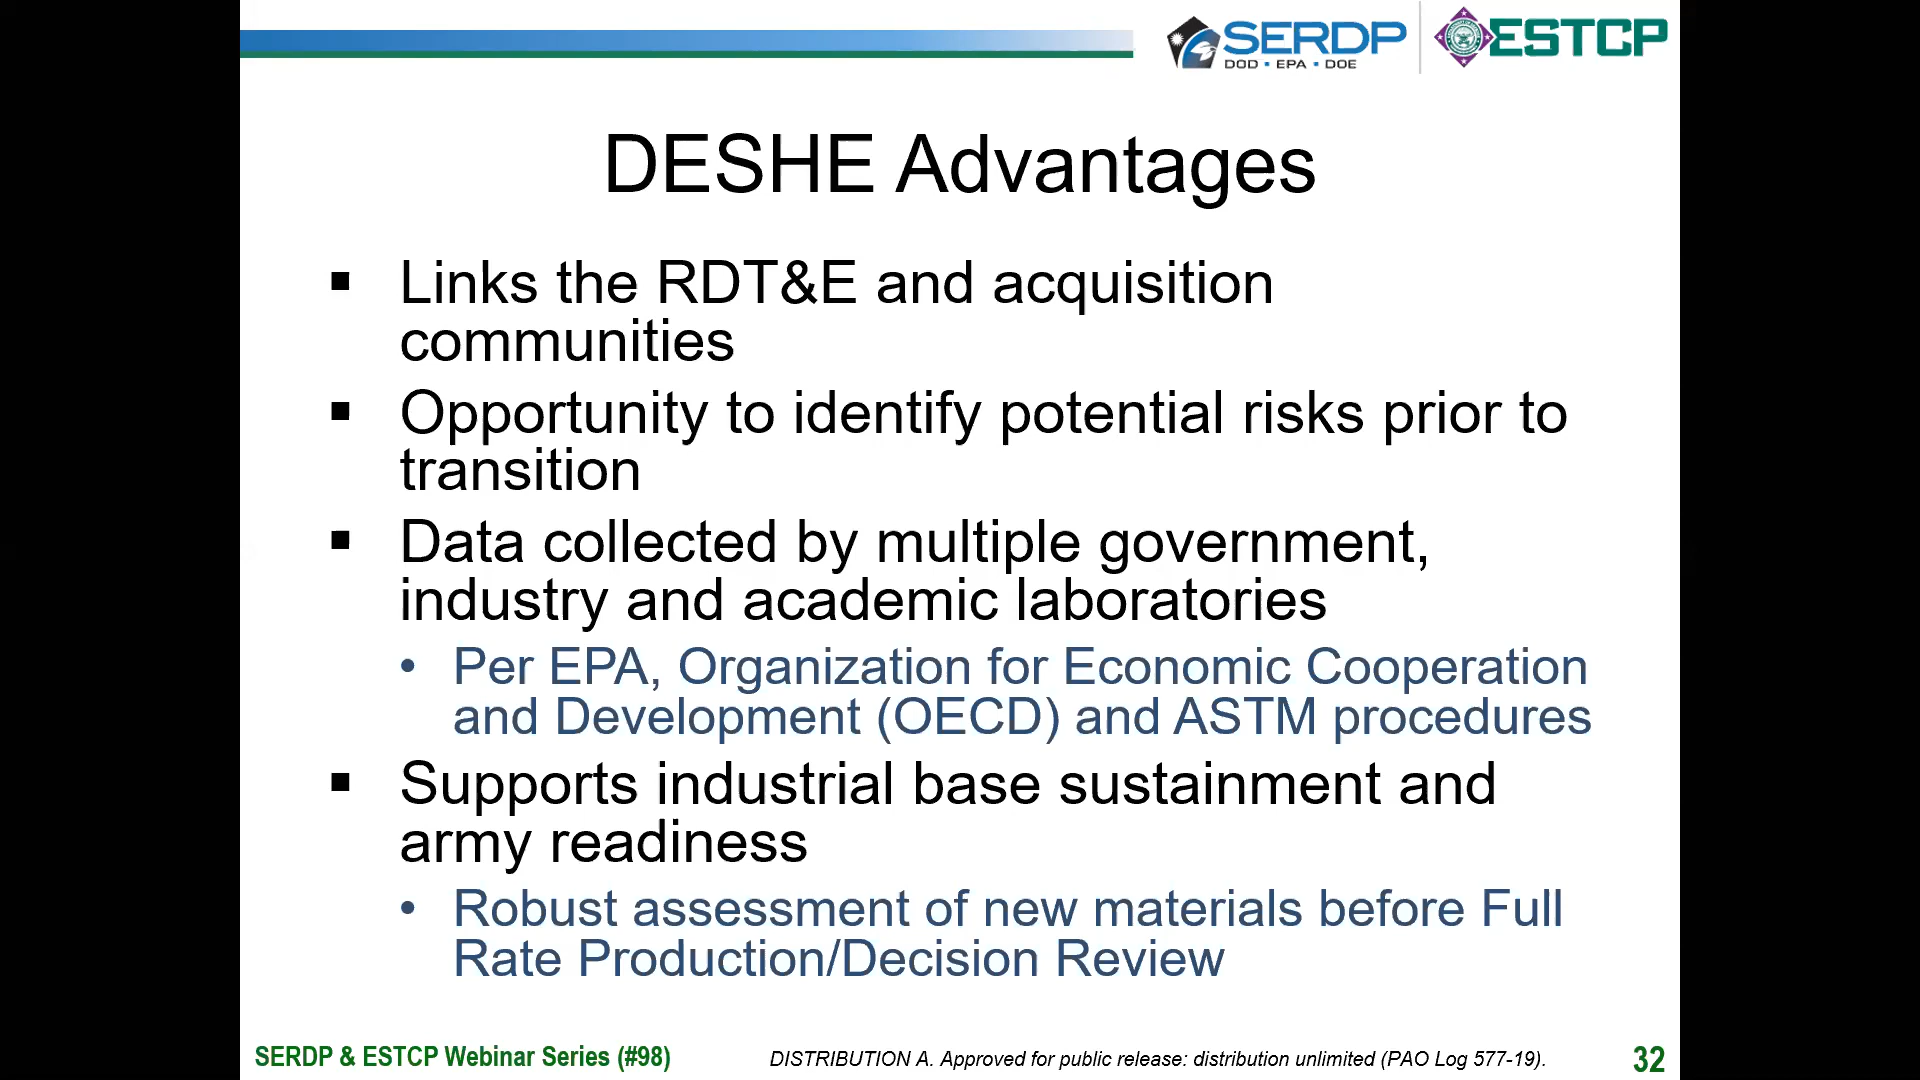 SERDP
DOD • EPA • DOE
ESTCP
DESHE Advantages
▪ Links the RDT&E and acquisition
communities
▪ Opportunity to identify potential risks prior to
transition
▪ Data collected by multiple government,
industry and academic laboratories
• Per EPA, Organization for Economic Cooperation
and Development (OECD) and ASTM procedures
▪ Supports industrial base sustainment and
army readiness
• Robust assessment of new materials before Full
Rate Production/Decision Review
SERDP & ESTCP Webinar Series (#98)
DISTRIBUTION A. Approved for public release: distribution unlimited (PAO Log 577-19).
32